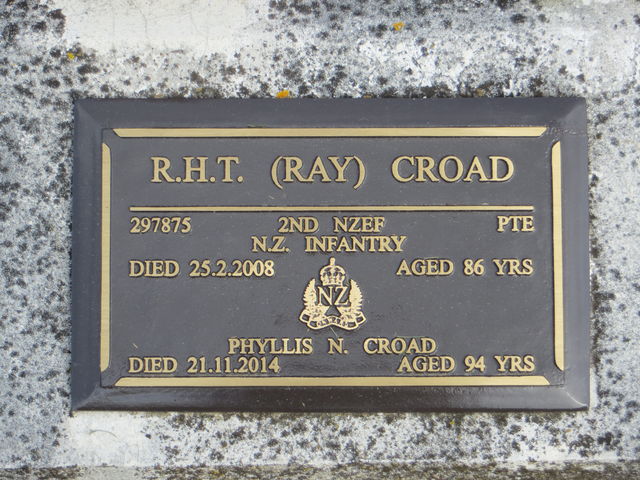 R.H.T. (RAY) CROAD
297875 2ND NZEF PTE
N.Z. INFANTRY
DIED 25.2.2008 AGED 86 YRS
NZ
PHYLLIS N. CROAD
DIED 21.11.2014 AGED 94 YRS